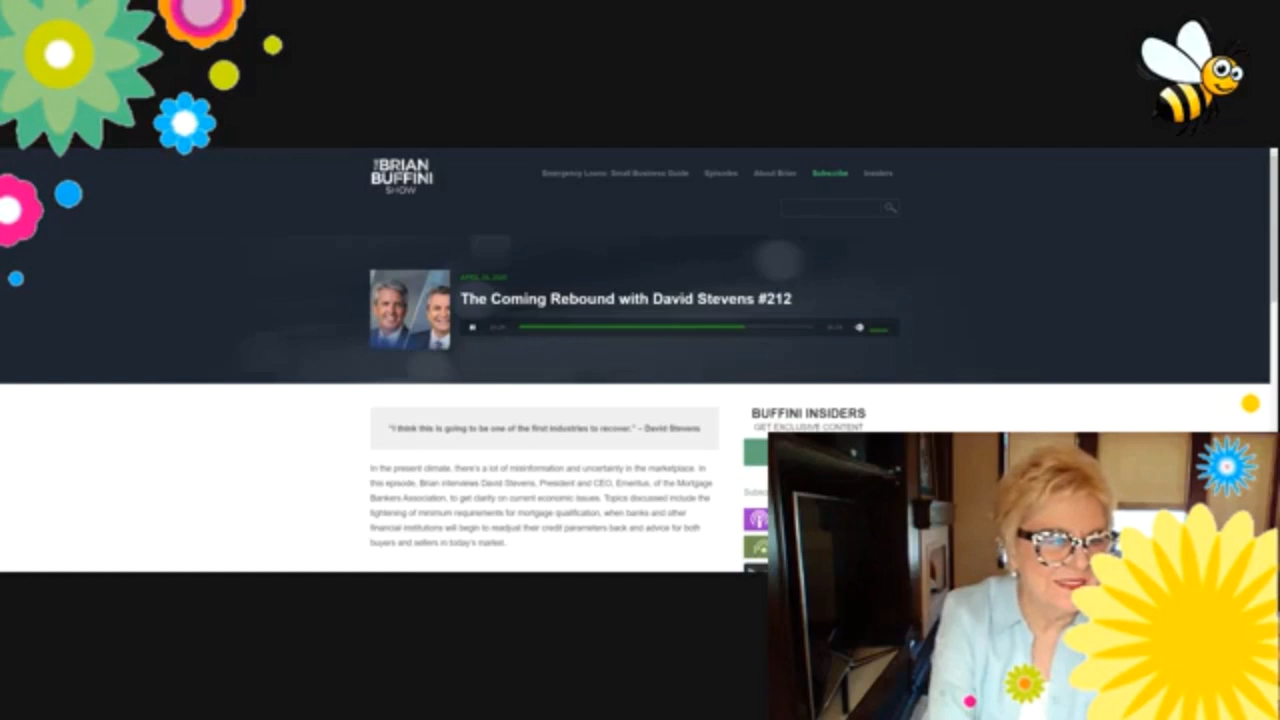 THE
BRIAN
BUFFINI
SHOW
Emergency Loans: Small Business Guide Episodes About Brian Subscribe Insiders
The Coming Rebound with David Stevens #212
"I think this is going to be one of the first industries to recover." – David Stevens
In the present climate, there's a lot of misinformation and uncertainty in the marketplace. In
this episode, Brian interviews David Stevens, President and CEO, Emeritus, of the Mortgage
Bankers Association, to get clarity on current economic issues. Topics discussed include the
tightening of minimum requirements for mortgage qualification, when banks and other
financial institutions will begin to readjust their credit parameters back and advice for both
buyers and sellers in today's market.
BUFFINI INSIDERS
GET EXCLUSIVE CONTENT